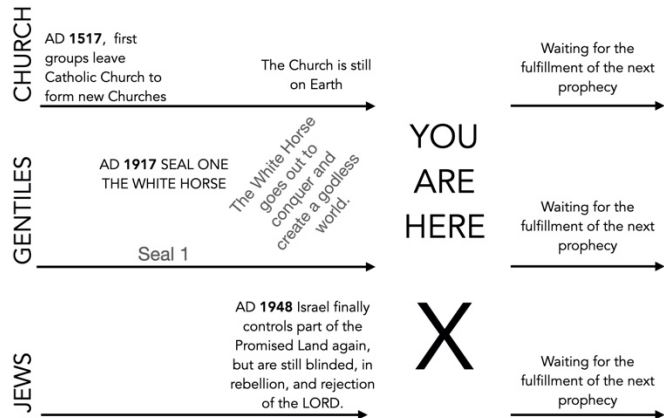 CHURCH
AD 1517, first
groups leave
Catholic Church to
form new Churches
The Church is still
on Earth
Waiting for the
fulfillment of the next
prophecy
YOU
ARE
HERE
X
GENTILES
AD 1917 SEAL ONE
THE WHITE HORSE
Seal 1
The White Horse
goes out to
conquer and
create a godless
world.
Waiting for the
fulfillment of the next
prophecy
JEWS
AD 1948 Israel finally
controls part of the
Promised Land again,
but are still blinded, in
rebellion, and rejection
of the LORD.
Waiting for the
fulfillment of the next
prophecy